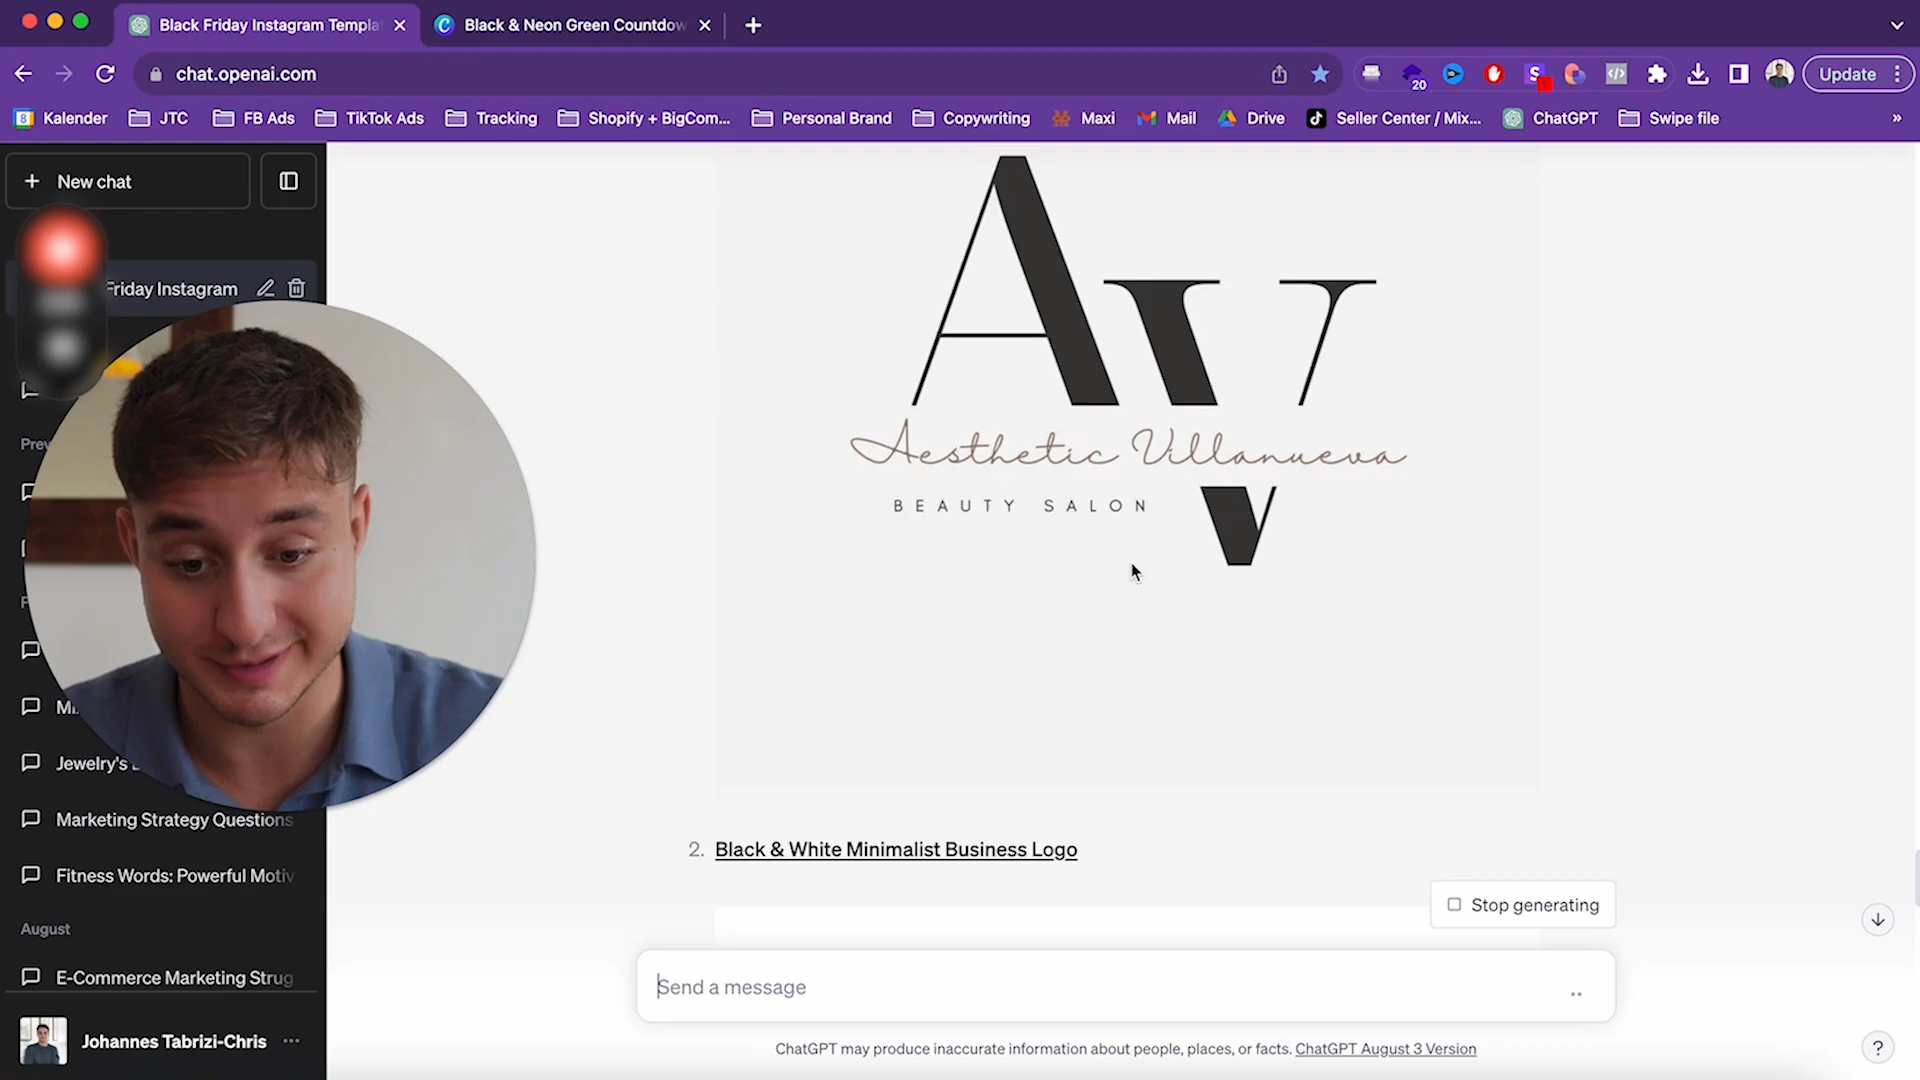 Black Friday Instagram Templa
Black & Neon Green Countdow
chat.openai.com
20
S
Update
8 Kalender
JTC
FB Ads
TikTok Ads
Tracking
Shopify + BigCom...
Personal Brand
Copywriting
Maxi
Mail
Drive
Seller Center / Mix...
ChatGPT
Swipe file
»
+ New chat
Friday Instagram
Jewelry's
Marketing Strategy Questions
Fitness Words: Powerful Motiv
August
E-Commerce Marketing Strug
Johannes Tabrizi-Chris ...
AV
Aesthetic Villanueva
BEAUTY SALON
2. Black & White Minimalist Business Logo
Stop generating
Send a message
ChatGPT may produce inaccurate information about people, places, or facts. ChatGPT August 3 Version
?